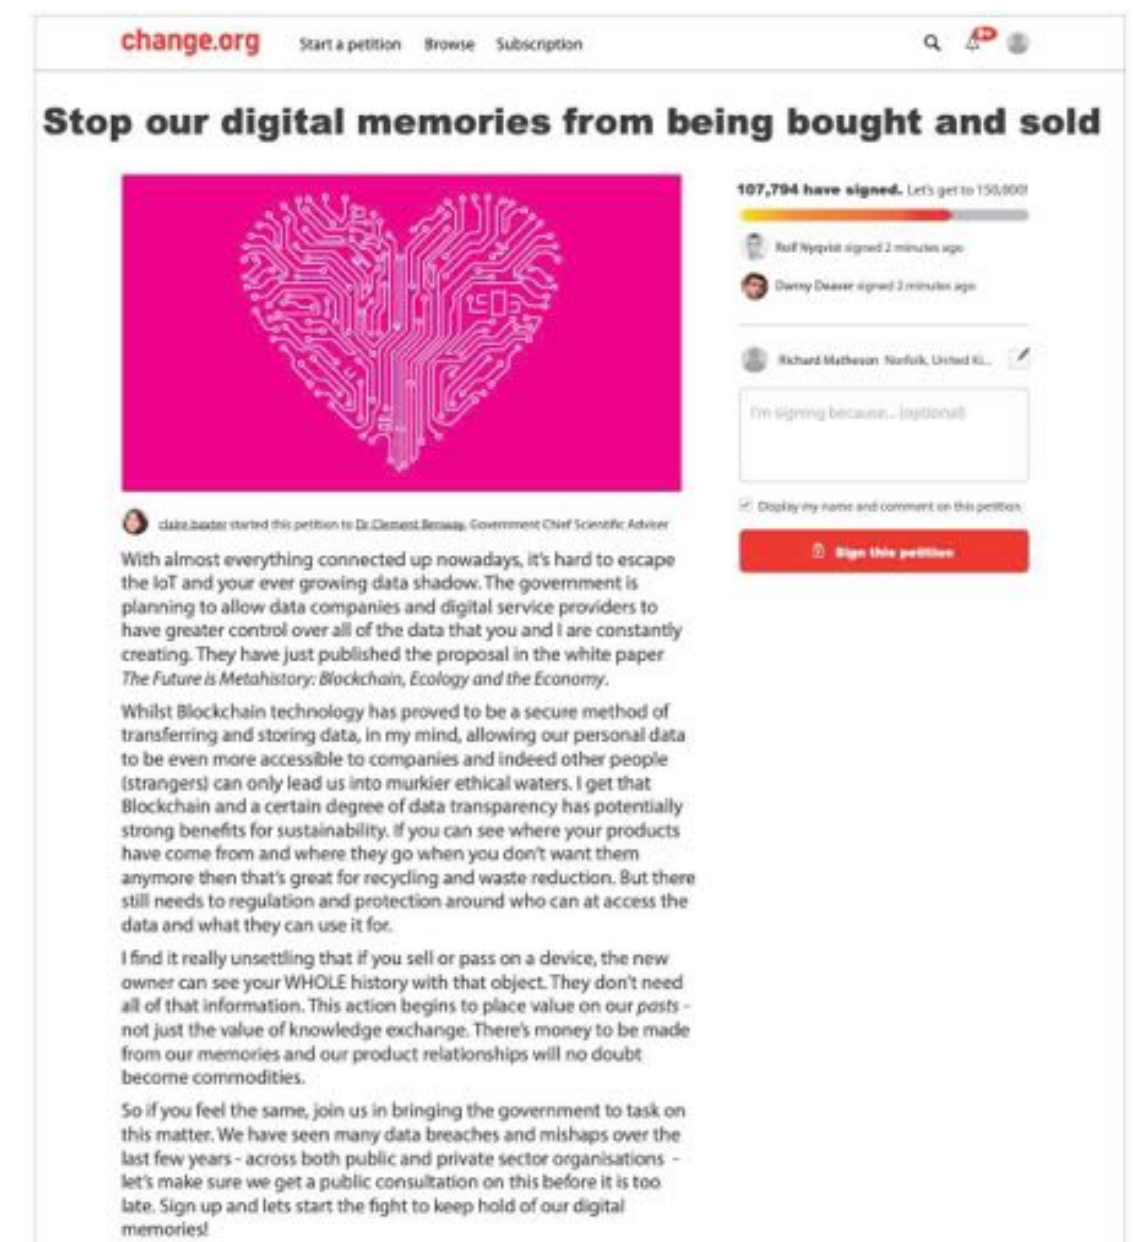 change.org Start a petition Browse Subscription
9+
Stop our digital memories from being bought and sold
107,794 have signed. Let's get to 150,000!
Rolf Nyqvist signed 2 minutes ago
Danny Deaver signed 2 minutes ago
Richard Matheson Norfolk, United Ki...
I'm signing because... (optional)
Display my name and comment on this petition
Sign this petition
claire baxter started this petition to Dr. Clement Benway, Government Chief Scientific Adviser
With almost everything connected up nowadays, it's hard to escape
the IoT and your ever growing data shadow. The government is
planning to allow data companies and digital service providers to
have greater control over all of the data that you and I are constantly
creating. They have just published the proposal in the white paper
The Future is Metahistory: Blockchain, Ecology and the Economy.
Whilst Blockchain technology has proved to be a secure method of
transferring and storing data, in my mind, allowing our personal data
to be even more accessible to companies and indeed other people
(strangers) can only lead us into murkier ethical waters. I get that
Blockchain and a certain degree of data transparency has potentially
strong benefits for sustainability. If you can see where your products
have come from and where they go when you don't want them
anymore then that's great for recycling and waste reduction. But there
still needs to regulation and protection around who can at access the
data and what they can use it for.
I find it really unsettling that if you sell or pass on a device, the new
owner can see your WHOLE history with that object. They don't need
all of that information. This action begins to place value on our pasts -
not just the value of knowledge exchange. There's money to be made
from our memories and our product relationships will no doubt
become commodities.
So if you feel the same, join us in bringing the government to task on
this matter. We have seen many data breaches and mishaps over the
last few years - across both public and private sector organisations -
let's make sure we get a public consultation on this before it is too
late. Sign up and lets start the fight to keep hold of our digital
memories!